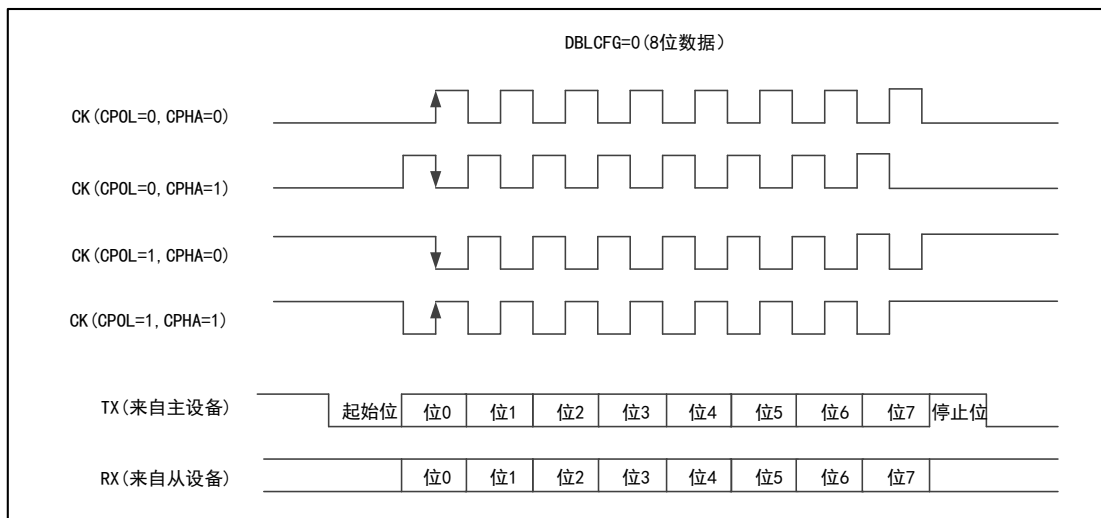 DBLCFG=0(8位数据)
CK(CPOL=0,CPHA=0)
CK(CPOL=0,CPHA=1)
CK(CPOL=1,CPHA=0)
CK(CPOL=1,CPHA=1)
TX(来自主设备) 起始位 位0 位1 位2 位3 位4 位5 位6 位7 停止位
RX(来自从设备) 位0 位1 位2 位3 位4 位5 位6 位7